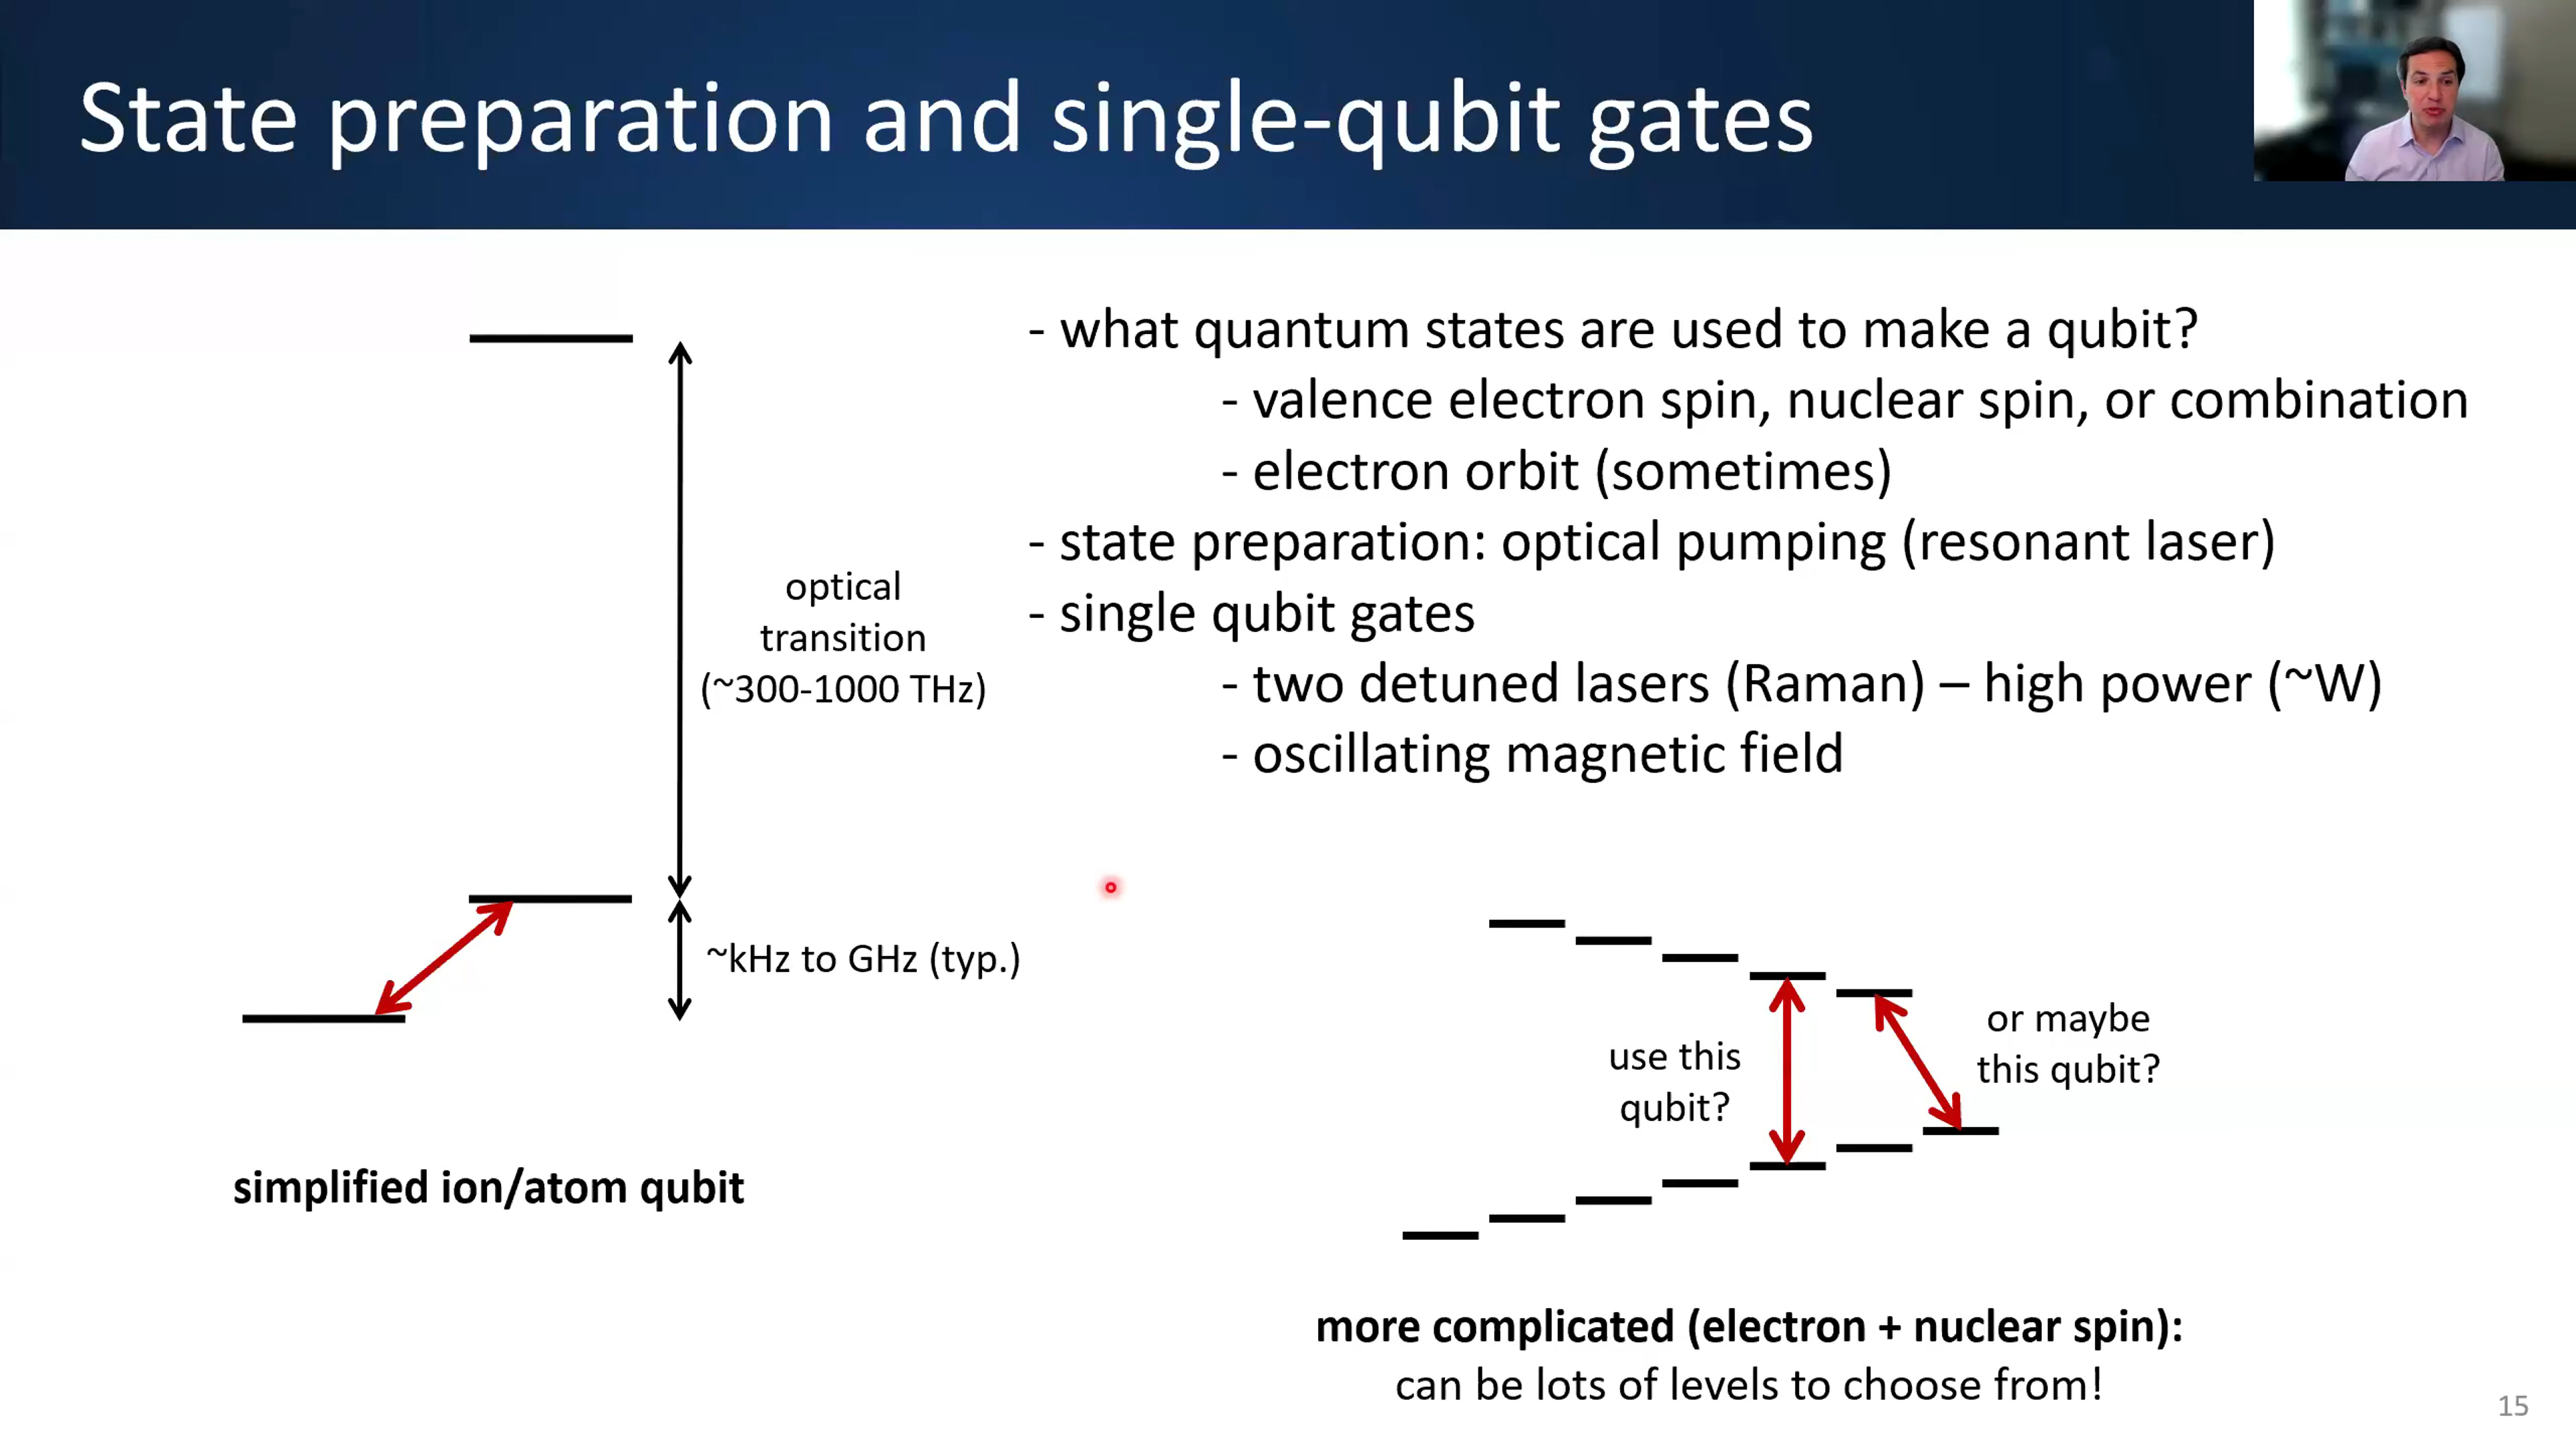 State preparation and single-qubit gates
- what quantum states are used to make a qubit?
- valence electron spin, nuclear spin, or combination
- electron orbit (sometimes)
- state preparation: optical pumping (resonant laser)
- single qubit gates
- two detuned lasers (Raman) – high power (~W)
- oscillating magnetic field
optical
transition
(~300-1000 THz)
~kHz to GHz (typ.)
simplified ion/atom qubit
use this
qubit?
or maybe
this qubit?
more complicated (electron + nuclear spin):
can be lots of levels to choose from!
15